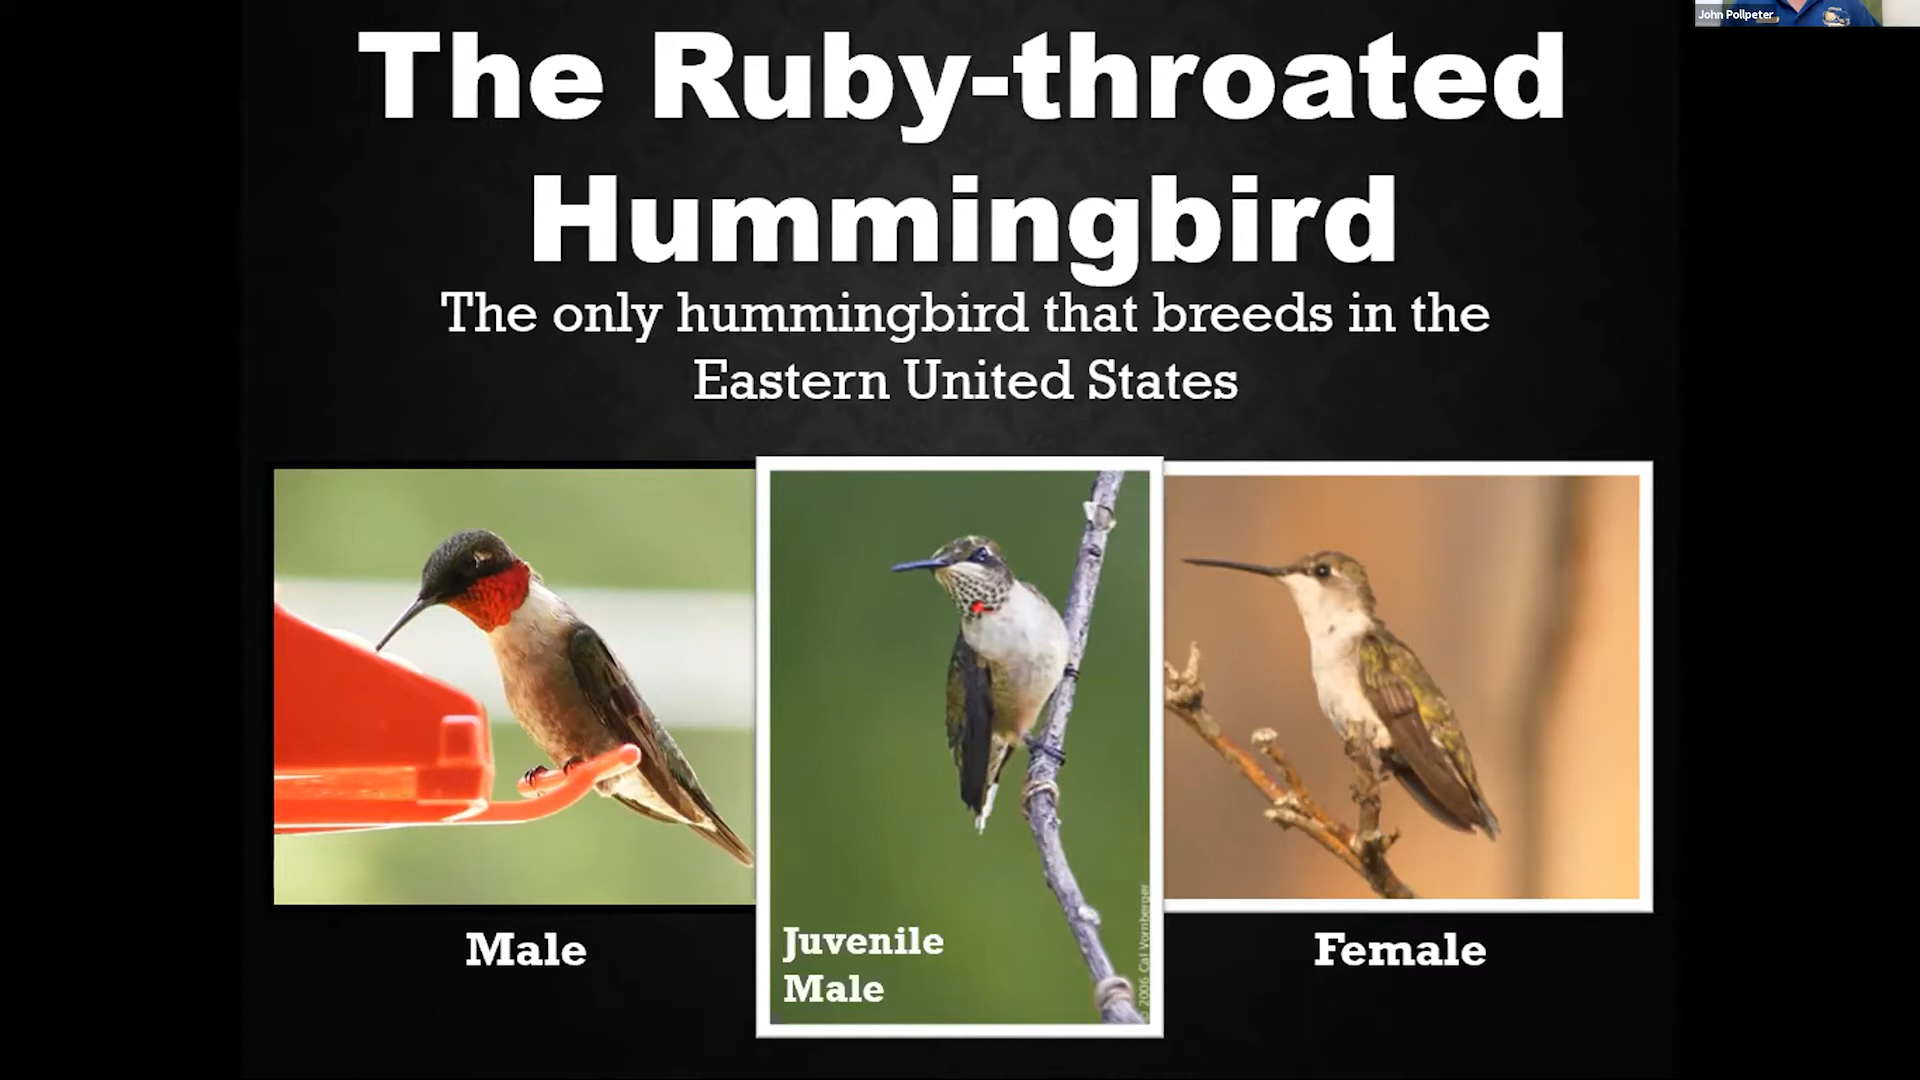 John Pollpeter
The Ruby-throated
Hummingbird
The only hummingbird that breeds in the
Eastern United States
Juvenile
Male
© 2006 Cal Vornberger
Male
Female